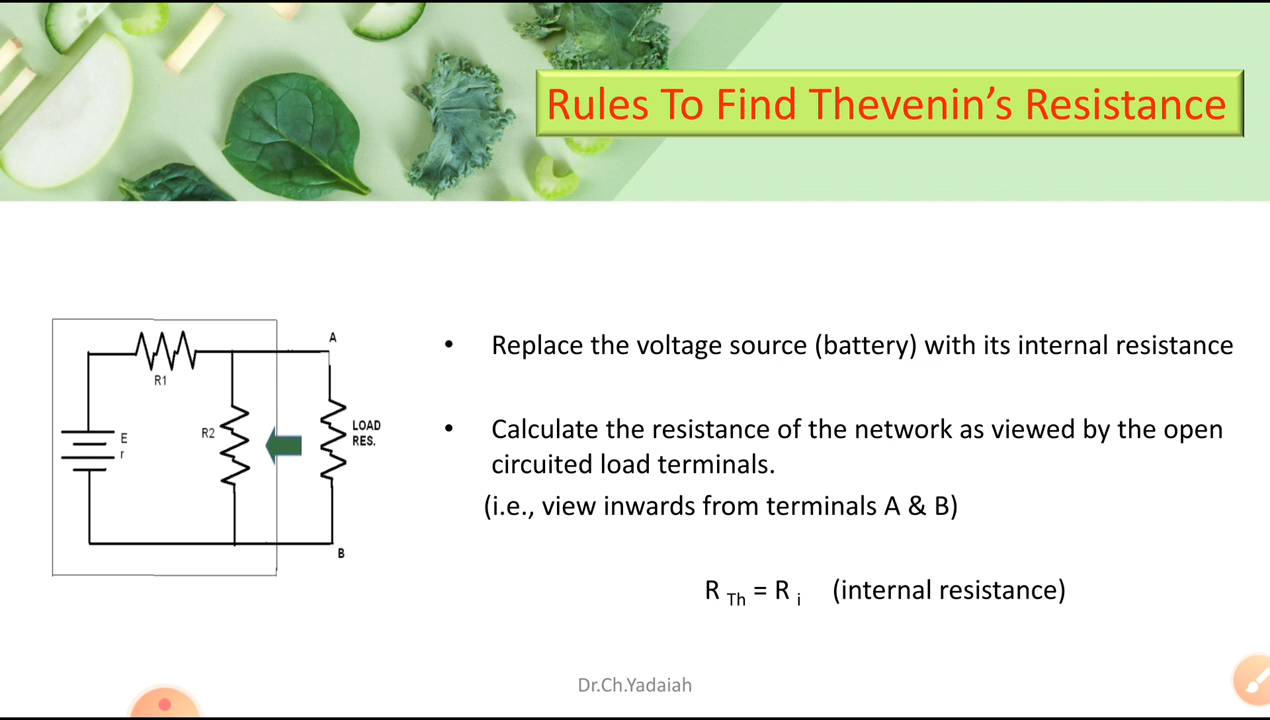 Rules To Find Thevenin’s Resistance
A
R1
E
r
R2
LOAD
RES.
B
• Replace the voltage source (battery) with its internal resistance
• Calculate the resistance of the network as viewed by the open
circuited load terminals.
(i.e., view inwards from terminals A & B)
R Th = R i (internal resistance)
Dr.Ch.Yadaiah